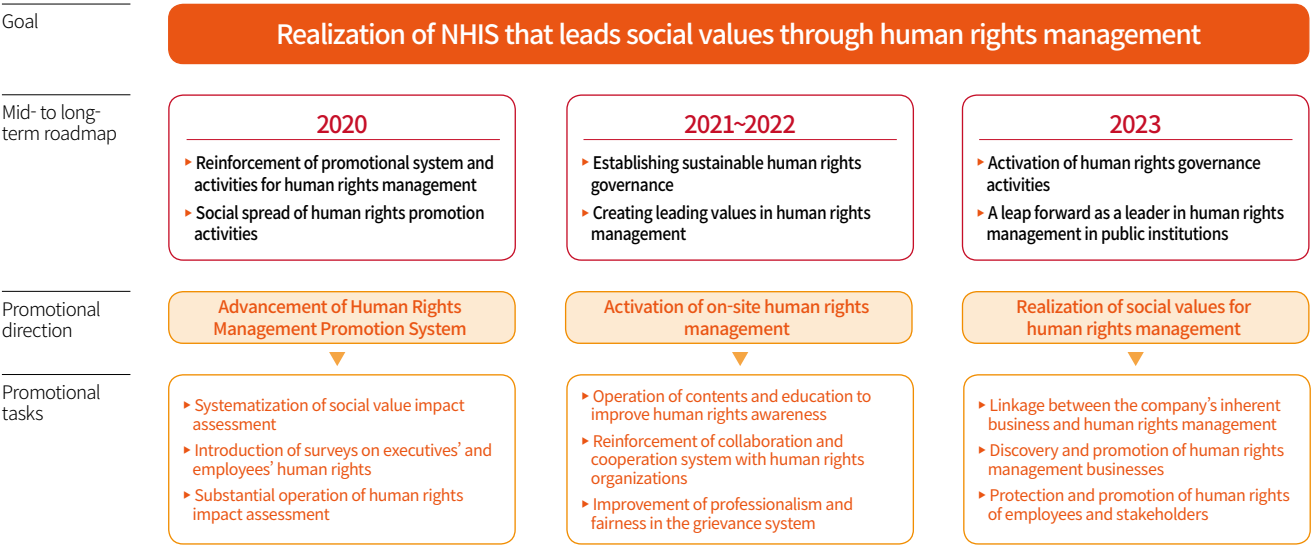 Goal
Realization of NHIS that leads social values through human rights management
Mid- to long-
term roadmap
2020
▸ Reinforcement of promotional system and
activities for human rights management
▸ Social spread of human rights promotion
activities
2021~2022
▸ Establishing sustainable human rights
governance
▸ Creating leading values in human rights
management
2023
▸ Activation of human rights governance
activities
▸ A leap forward as a leader in human rights
management in public institutions
Promotional
direction
Advancement of Human Rights
Management Promotion System
Activation of on-site human rights
management
Realization of social values for
human rights management
Promotional
tasks
▸ Systematization of social value impact
assessment
▸ Introduction of surveys on executives’ and
employees’ human rights
▸ Substantial operation of human rights
impact assessment
▸ Operation of contents and education to
improve human rights awareness
▸ Reinforcement of collaboration and
cooperation system with human rights
organizations
▸ Improvement of professionalism and
fairness in the grievance system
▸ Linkage between the company’s inherent
business and human rights management
▸ Discovery and promotion of human rights
management businesses
▸ Protection and promotion of human rights
of employees and stakeholders